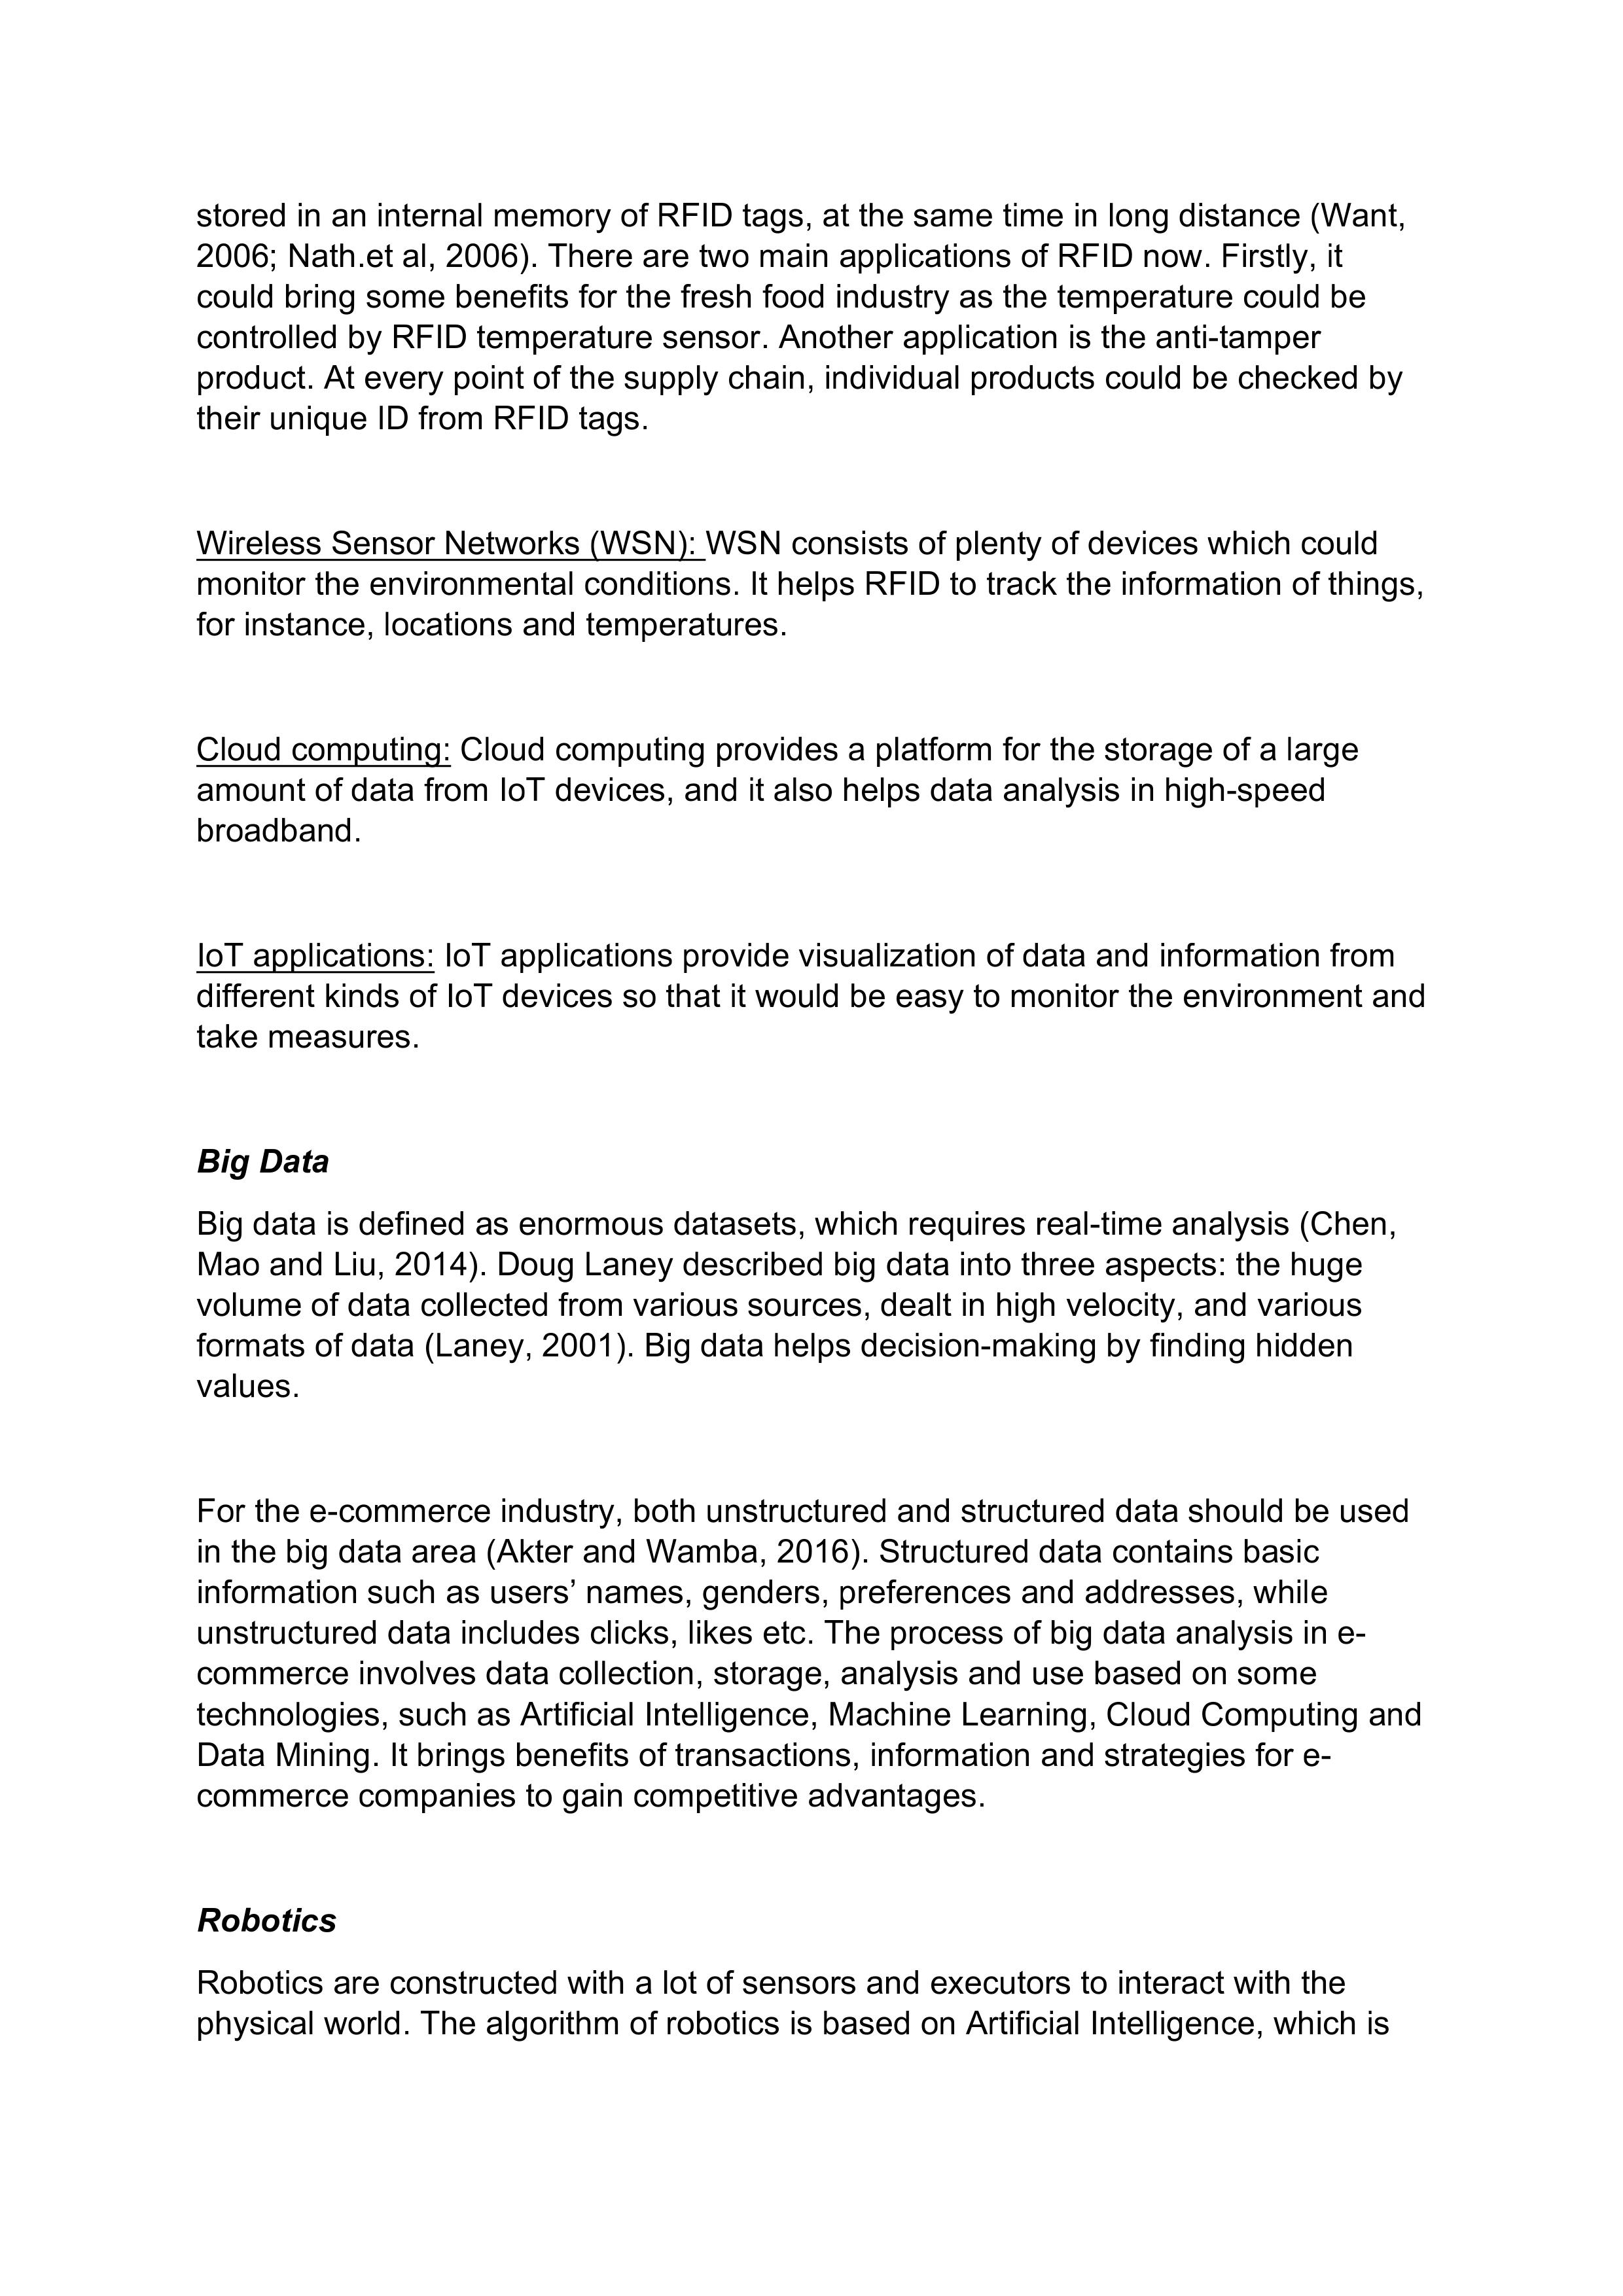 stored in an internal memory of RFID tags, at the same time in long distance (Want,
2006; Nath.et al, 2006). There are two main applications of RFID now. Firstly, it
could bring some benefits for the fresh food industry as the temperature could be
controlled by RFID temperature sensor. Another application is the anti-tamper
product. At every point of the supply chain, individual products could be checked by
their unique ID from RFID tags.
Wireless Sensor Networks (WSN): WSN consists of plenty of devices which could
monitor the environmental conditions. It helps RFID to track the information of things,
for instance, locations and temperatures.
Cloud computing: Cloud computing provides a platform for the storage of a large
amount of data from IoT devices, and it also helps data analysis in high-speed
broadband.
IoT applications: IoT applications provide visualization of data and information from
different kinds of IoT devices so that it would be easy to monitor the environment and
take measures.
Big Data
Big data is defined as enormous datasets, which requires real-time analysis (Chen,
Mao and Liu, 2014). Doug Laney described big data into three aspects: the huge
volume of data collected from various sources, dealt in high velocity, and various
formats of data (Laney, 2001). Big data helps decision-making by finding hidden
values.
For the e-commerce industry, both unstructured and structured data should be used
in the big data area (Akter and Wamba, 2016). Structured data contains basic
information such as users’ names, genders, preferences and addresses, while
unstructured data includes clicks, likes etc. The process of big data analysis in e-
commerce involves data collection, storage, analysis and use based on some
technologies, such as Artificial Intelligence, Machine Learning, Cloud Computing and
Data Mining. It brings benefits of transactions, information and strategies for e-
commerce companies to gain competitive advantages.
Robotics
Robotics are constructed with a lot of sensors and executors to interact with the
physical world. The algorithm of robotics is based on Artificial Intelligence, which is